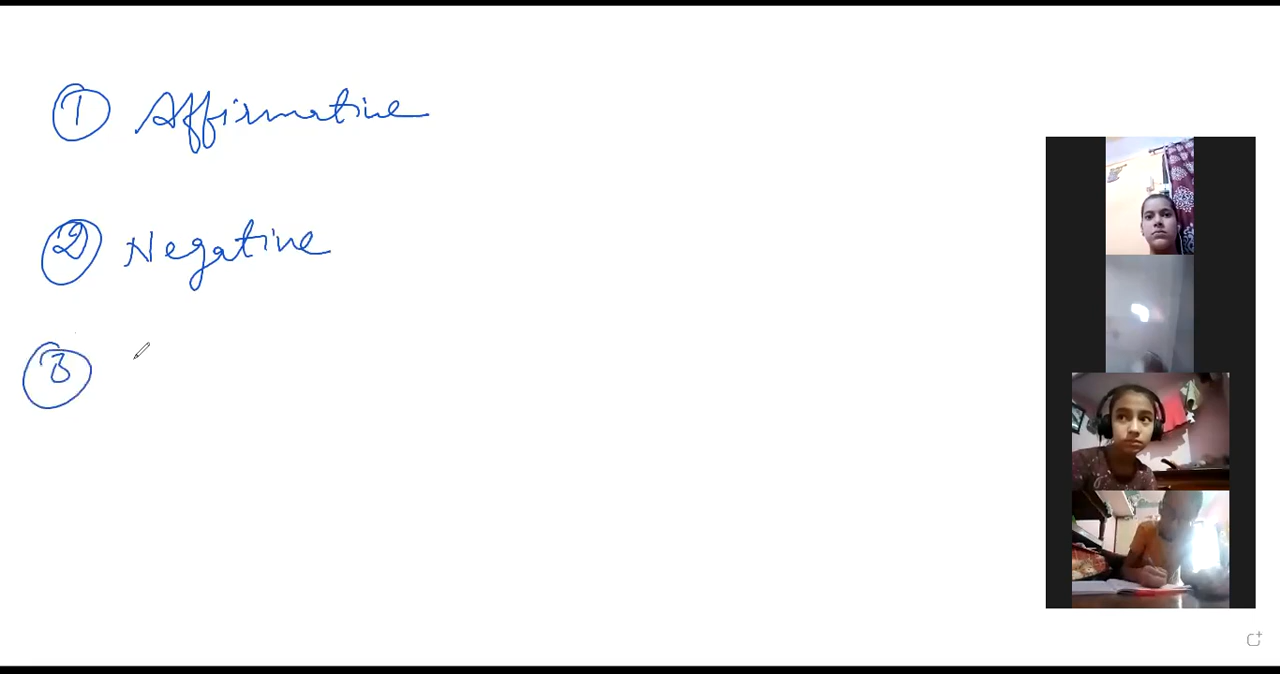 ① Affirmative
② Negative
③